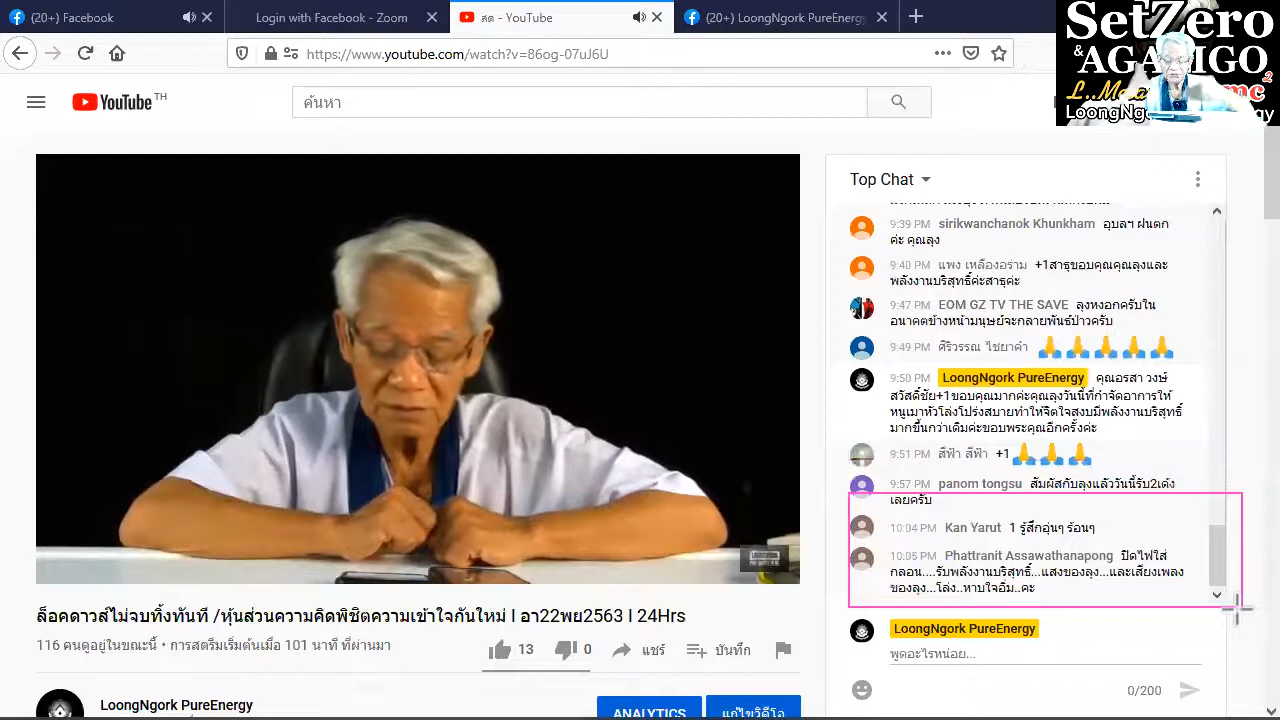 (20+) Facebook
Login with Facebook - Zoom
สด - YouTube
(20+) LoongNgork PureEnergy
https://www.youtube.com/watch?v=86og-07uJ6U
SetZero
&
LoongNg
YouTube TH
ค้นหา
Top Chat
9:39 PM sirikwanchanok Khunkham อุบลฯ ฝนตก
ค่ะ คุณลุง
9:40 PM แพง เหลืองอร่าม +1สาธุขอบคุณคุณลุงและ
พลังงานบริสุทธิ์ค่ะสาธุค่ะ
9:47 PM EOM GZ TV THE SAVE ลุงหงอกครับใน
อนาคตข้างหน้ามนุษย์จะกลายพันธ์ป่าวครับ
9:49 PM ศิริวรรณ ไชยาคำ 🙏🙏🙏🙏🙏
9:50 PM LoongNgork PureEnergy คุณอรสา วงษ์
สวัสดิ์ชัย+1ขอบคุณมากค่ะคุณลุงวันนี้ที่กำจัดอาการให้
หนูเมาหัวโล่งโปร่งสบายทำให้จิตใจสงบมีพลังงานบริสุทธิ์
มากขึ้นกว่าเดิมค่ะขอบพระคุณอีกครั้งค่ะ
9:51 PM สีฟ้า สีฟ้า +1🙏🙏🙏
9:57 PM panom tongsu สัมผัสกับลุงแล้ววันนี้รับ2เด้ง
เลยครับ
10:04 PM Kan Yarut 1 รู้สึกอุ่นๆ ร้อนๆ
10:05 PM Phattranit Assawathanapong ปิดไฟใส่
กลอน....รับพลังงานบริสุทธิ์...แสงของลุง...และเสียงเพลง
ของลุง...โล่ง..หาบใจอิ่ม..คะ
LoongNgork PureEnergy
พูดอะไรหน่อย...
0/200
ล็อคดาวส์ไม่จบทิ้งทันที /หุ้นส่วนความคิดพิชิตความเข้าใจกันใหม่ I อา22พย2563 I 24Hrs
116 คนดูอยู่ในขณะนี้ • การสตรีมเริ่มต้นเมื่อ 101 นาที ที่ผ่านมา
13
0
แชร์
บันทึก
LoongNgork PureEnergy
ANALYTICS
แก้ไขวิดีโอ